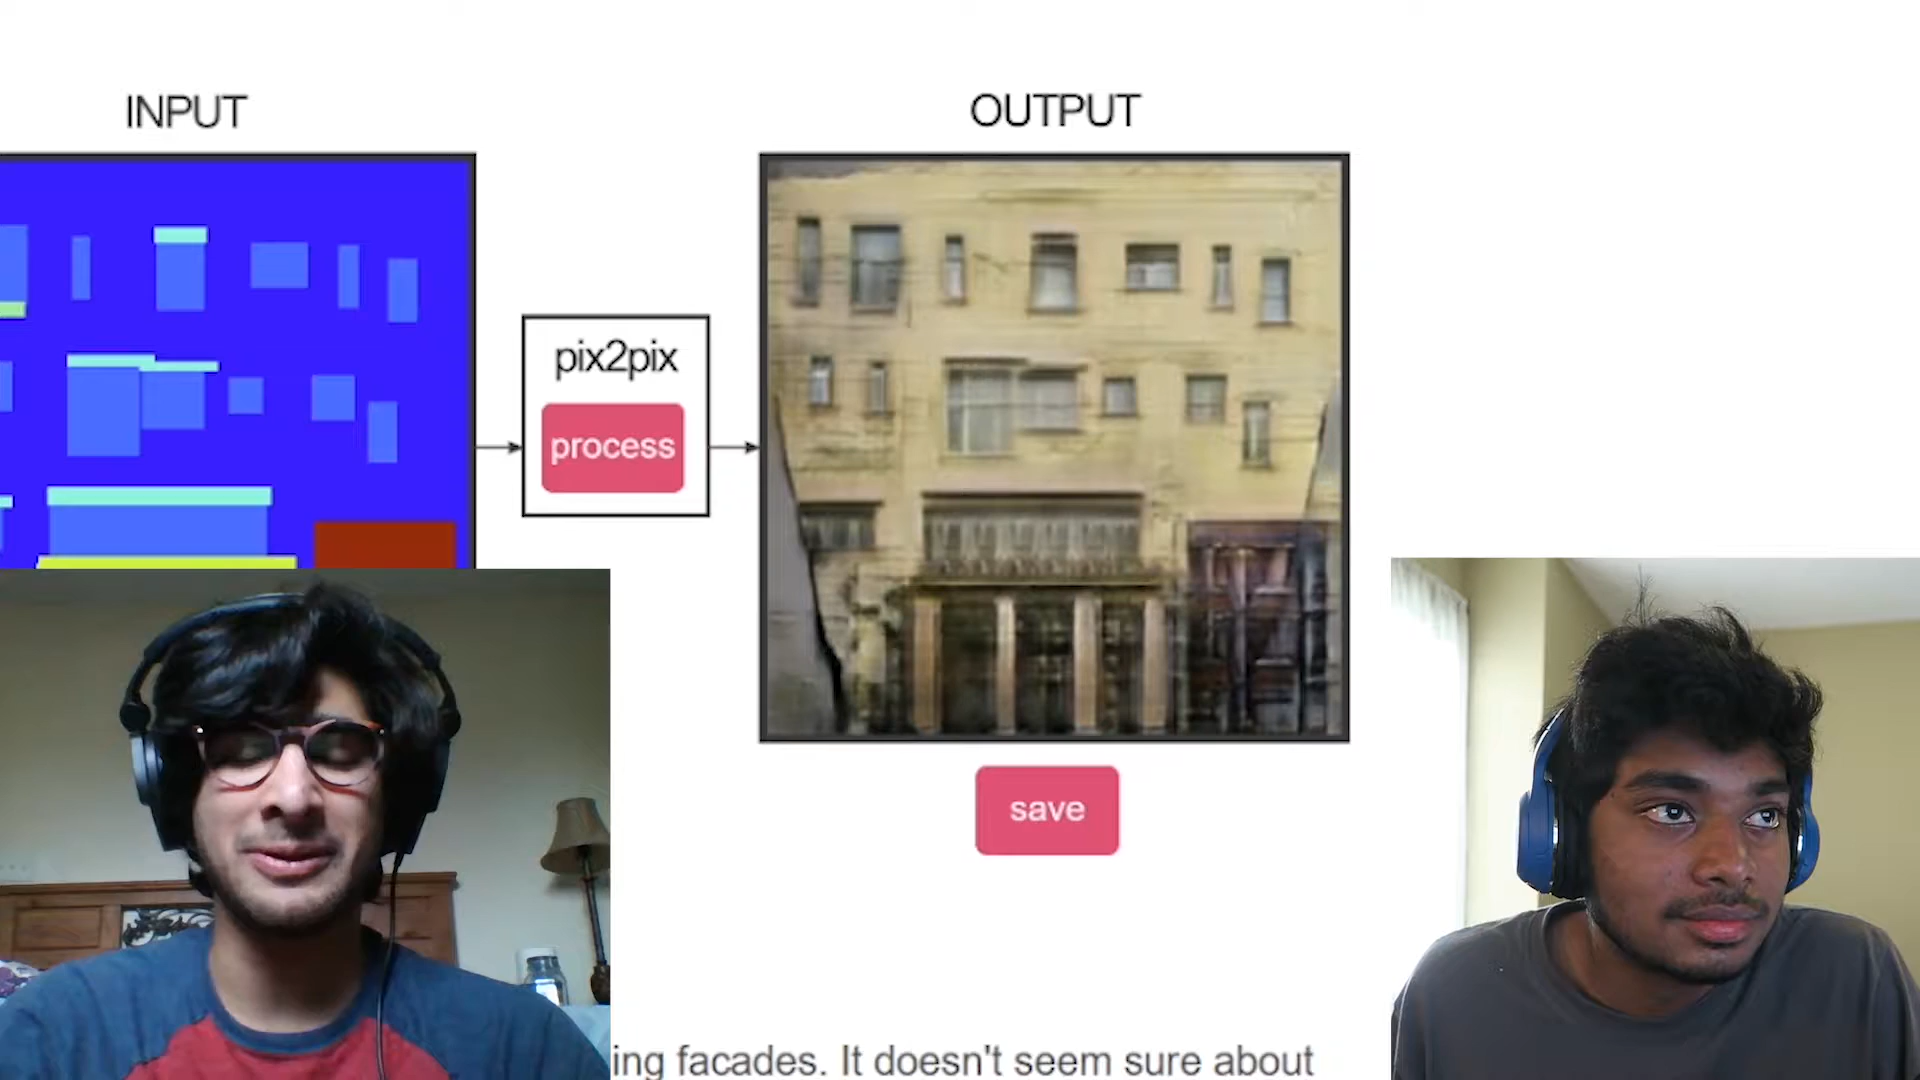 INPUT
OUTPUT
pix2pix
process
save
ing facades. It doesn't seem sure about